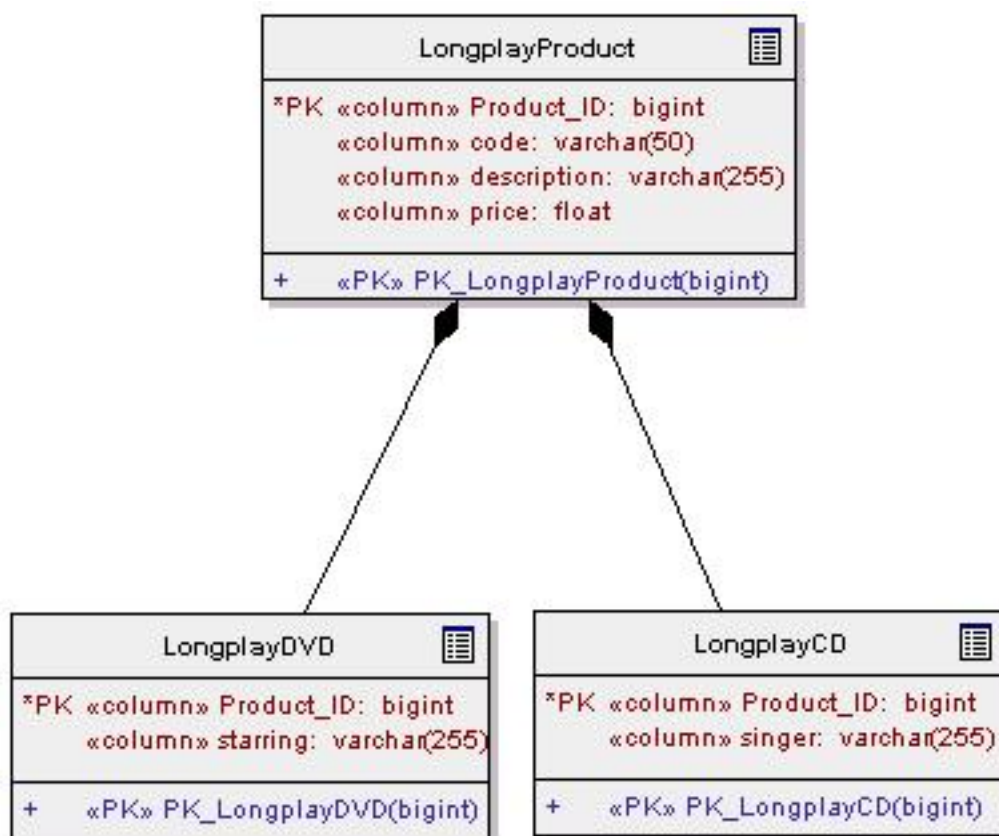 LongplayProduct
*PK «column» Product_ID: bigint
«column» code: varchar(50)
«column» description: varchar(255)
«column» price: float
+ «PK» PK_LongplayProduct(bigint)
LongplayDVD
*PK «column» Product_ID: bigint
«column» starring: varchar(255)
+ «PK» PK_LongplayDVD(bigint)
LongplayCD
*PK «column» Product_ID: bigint
«column» singer: varchar(255)
+ «PK» PK_LongplayCD(bigint)